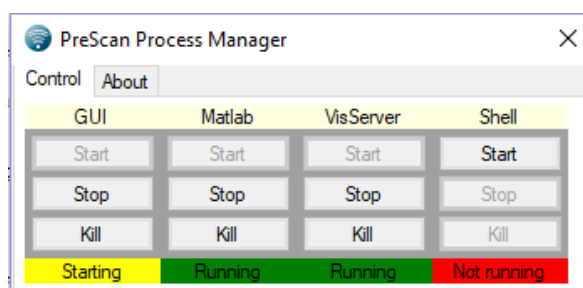 PreScan Process Manager
Control About
GUI Matlab VisServer Shell
Start Start Start Start
Stop Stop Stop Stop
Kill Kill Kill Kill
Starting Running Running Not running